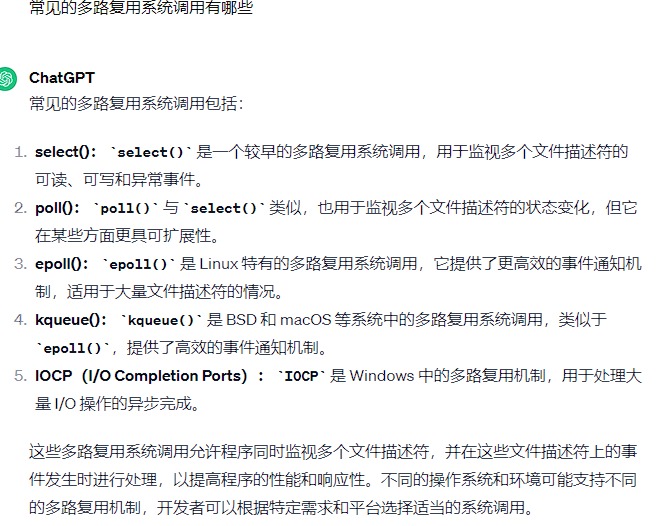 常见的多路复用系统调用有哪些
ChatGPT
常见的多路复用系统调用包括：
1. select()： `select()` 是一个较早的多路复用系统调用，用于监视多个文件描述符的
可读、可写和异常事件。
2. poll()： `poll()` 与 `select()` 类似，也用于监视多个文件描述符的状态变化，但它
在某些方面更具可扩展性。
3. epoll()： `epoll()` 是 Linux 特有的多路复用系统调用，它提供了更高效的事件通知机
制，适用于大量文件描述符的情况。
4. kqueue()： `kqueue()` 是 BSD 和 macOS 等系统中的多路复用系统调用，类似于
`epoll()`，提供了高效的事件通知机制。
5. IOCP（I/O Completion Ports）： `IOCP` 是 Windows 中的多路复用机制，用于处理大
量 I/O 操作的异步完成。
这些多路复用系统调用允许程序同时监视多个文件描述符，并在这些文件描述符上的事
件发生时进行处理，以提高程序的性能和响应性。不同的操作系统和环境可能支持不同
的多路复用机制，开发者可以根据特定需求和平台选择适当的系统调用。